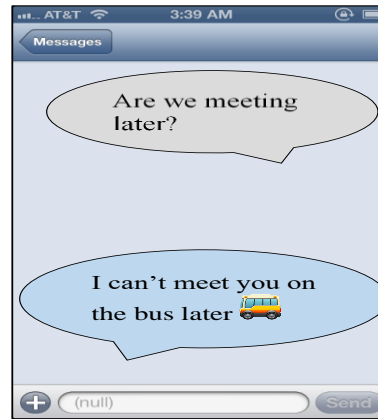 AT&T 3:39 AM
Messages
Are we meeting
later?
I can't meet you on
the bus later 🚌
(null) Send